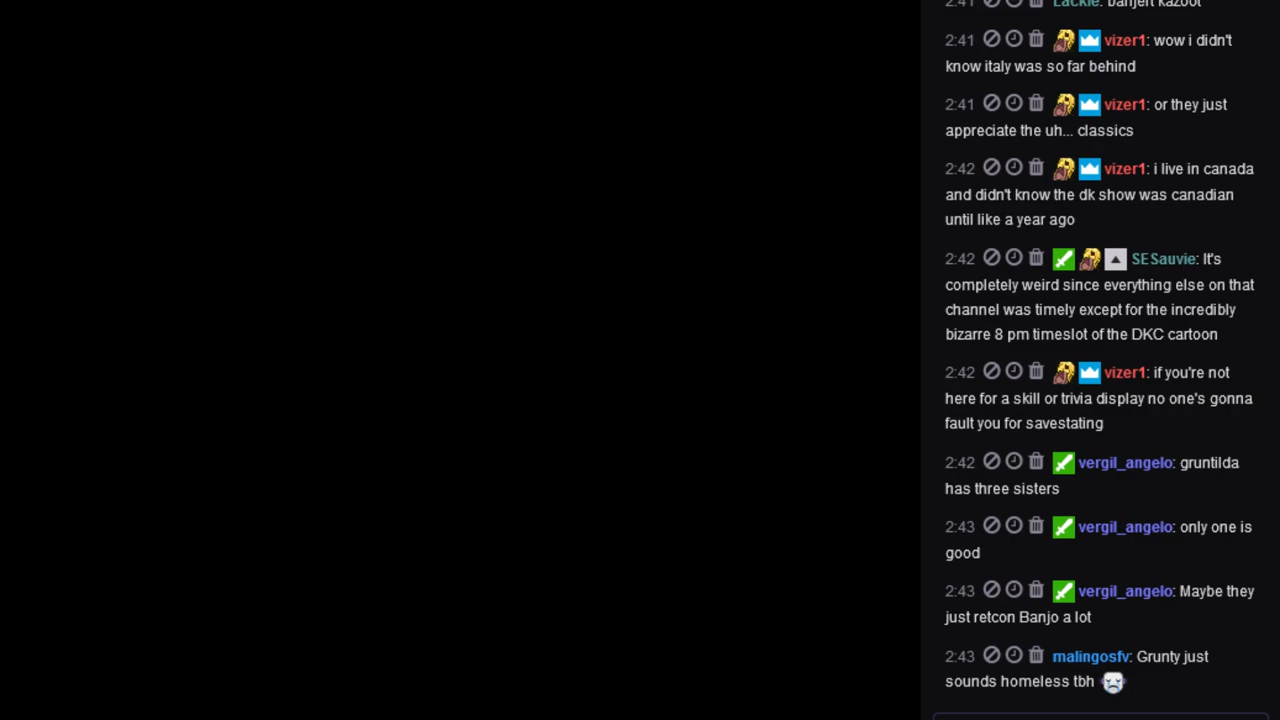 2:41 Lackie: banjert kazoot
2:41 vizer1: wow i didn't
know italy was so far behind
2:41 vizer1: or they just
appreciate the uh... classics
2:42 vizer1: i live in canada
and didn't know the dk show was canadian
until like a year ago
2:42 SESauvie: It's
completely weird since everything else on that
channel was timely except for the incredibly
bizarre 8 pm timeslot of the DKC cartoon
2:42 vizer1: if you're not
here for a skill or trivia display no one's gonna
fault you for savestating
2:42 vergil_angelo: gruntilda
has three sisters
2:43 vergil_angelo: only one is
good
2:43 vergil_angelo: Maybe they
just retcon Banjo a lot
2:43 malingosfv: Grunty just
sounds homeless tbh